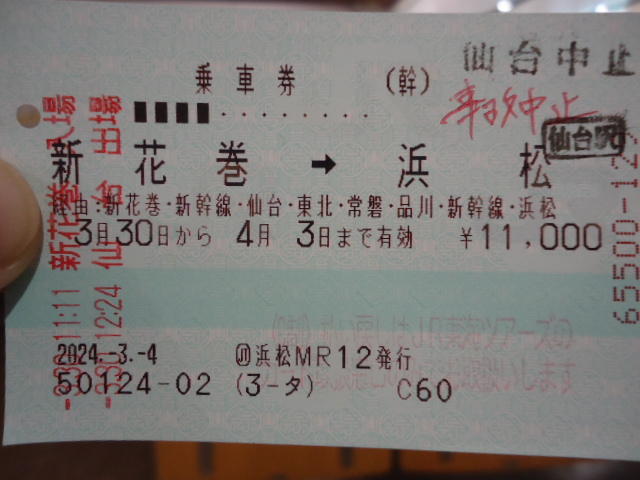 仙台中止
乗車券 (幹)
事故中止
仙台駅
新花巻 → 浜松
経由:新花巻・新幹線・仙台・東北・常磐・品川・新幹線・浜松
3月30日から 4月 3日まで有効 ¥11,000
2024.-3.-4 浜松MR12発行
50124-02 (3-タ) C60
-3.30 11:11 新花巻 入場
-3.30 12:24 仙台 出場
65500-12